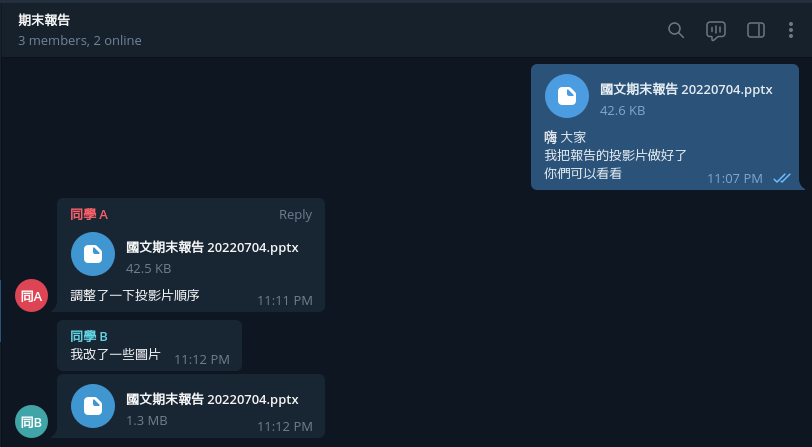 期末報告
3 members, 2 online
國文期末報告 20220704.pptx
42.6 KB
嗨 大家
我把報告的投影片做好了
你們可以看看
11:07 PM
同學 A
Reply
國文期末報告 20220704.pptx
42.5 KB
調整了一下投影片順序
11:11 PM
同A
同學 B
我改了一些圖片
11:12 PM
國文期末報告 20220704.pptx
1.3 MB
11:12 PM
同B